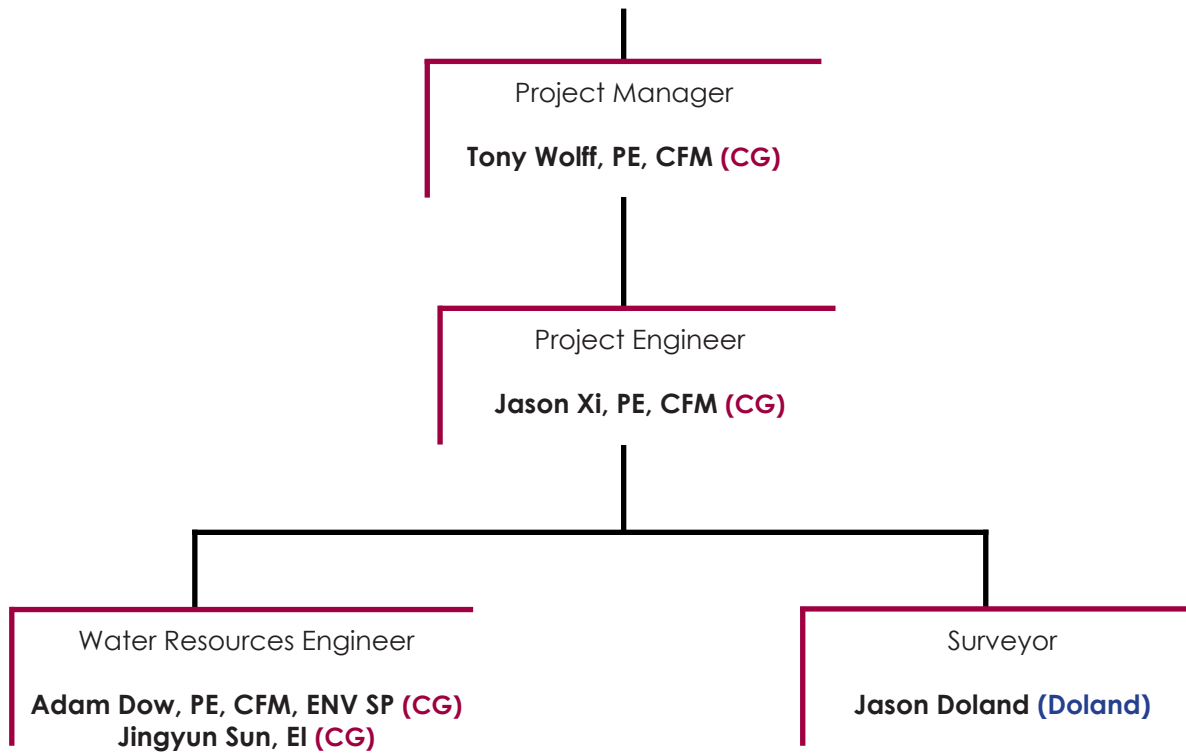 Project Manager
Tony Wolff, PE, CFM (CG)
Project Engineer
Jason Xi, PE, CFM (CG)
Water Resources Engineer
Adam Dow, PE, CFM, ENV SP (CG)
Jingyun Sun, EI (CG)
Surveyor
Jason Doland (Doland)